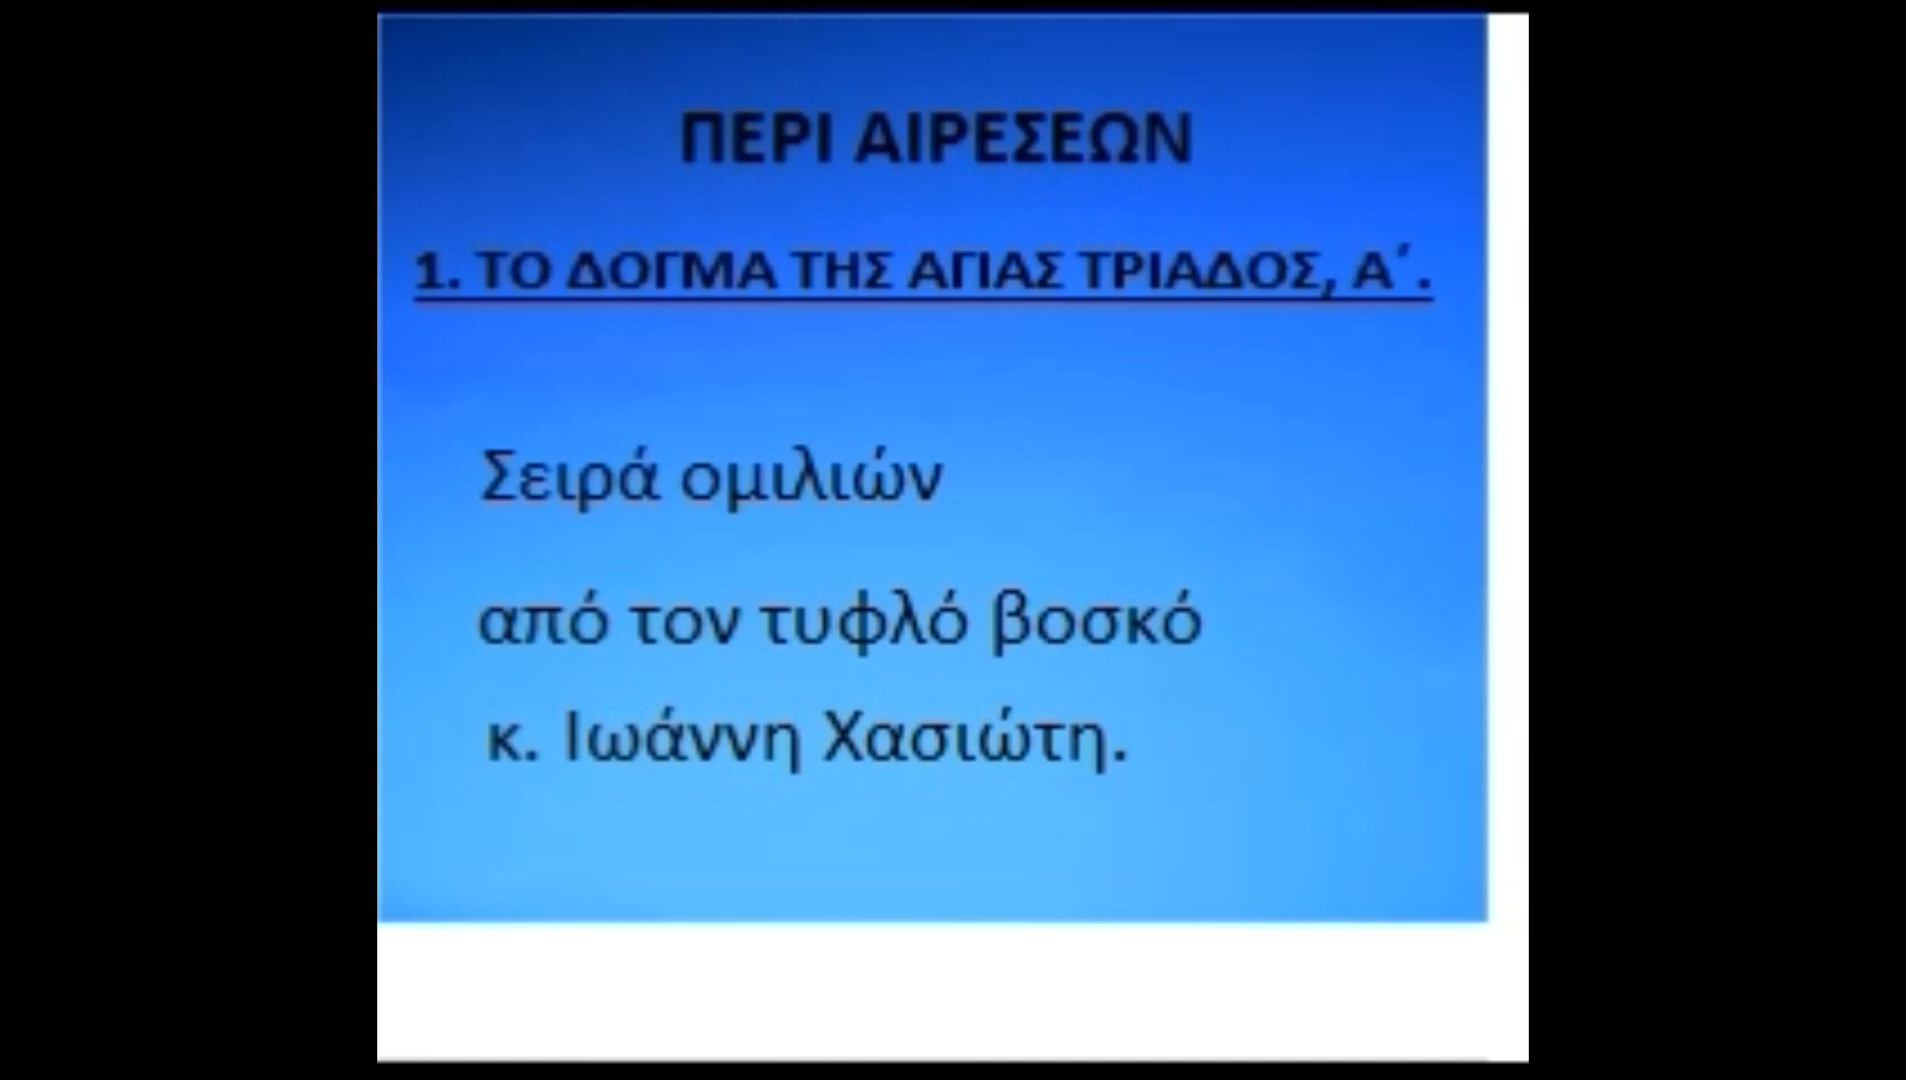 ΠΕΡΙ ΑΙΡΕΣΕΩΝ
1. ΤΟ ΔΟΓΜΑ ΤΗΣ ΑΓΙΑΣ ΤΡΙΑΔΟΣ, Α΄.
Σειρά ομιλιών
από τον τυφλό βοσκό
κ. Ιωάννη Χασιώτη.